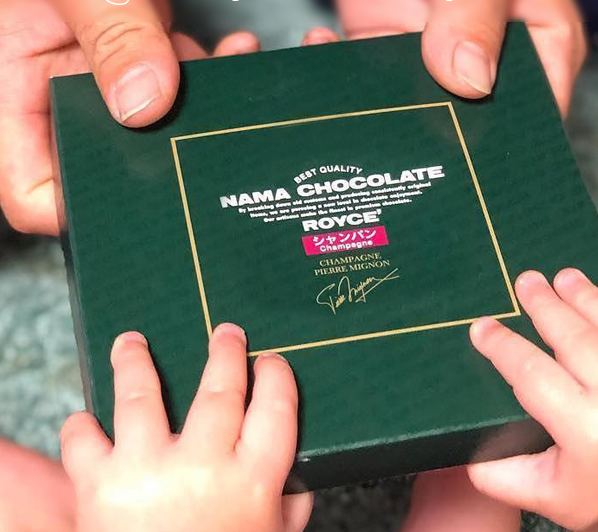 BEST QUALITY
NAMA CHOCOLATE
By breaking down old customs and producing consistently original
items, we are pursuing a new level in chocolate enjoyment.
Our artisans make the finest in premium chocolate.
ROYCE'
シャンパン
Champagne
CHAMPAGNE
PIERRE MIGNON
Pierre Mignon